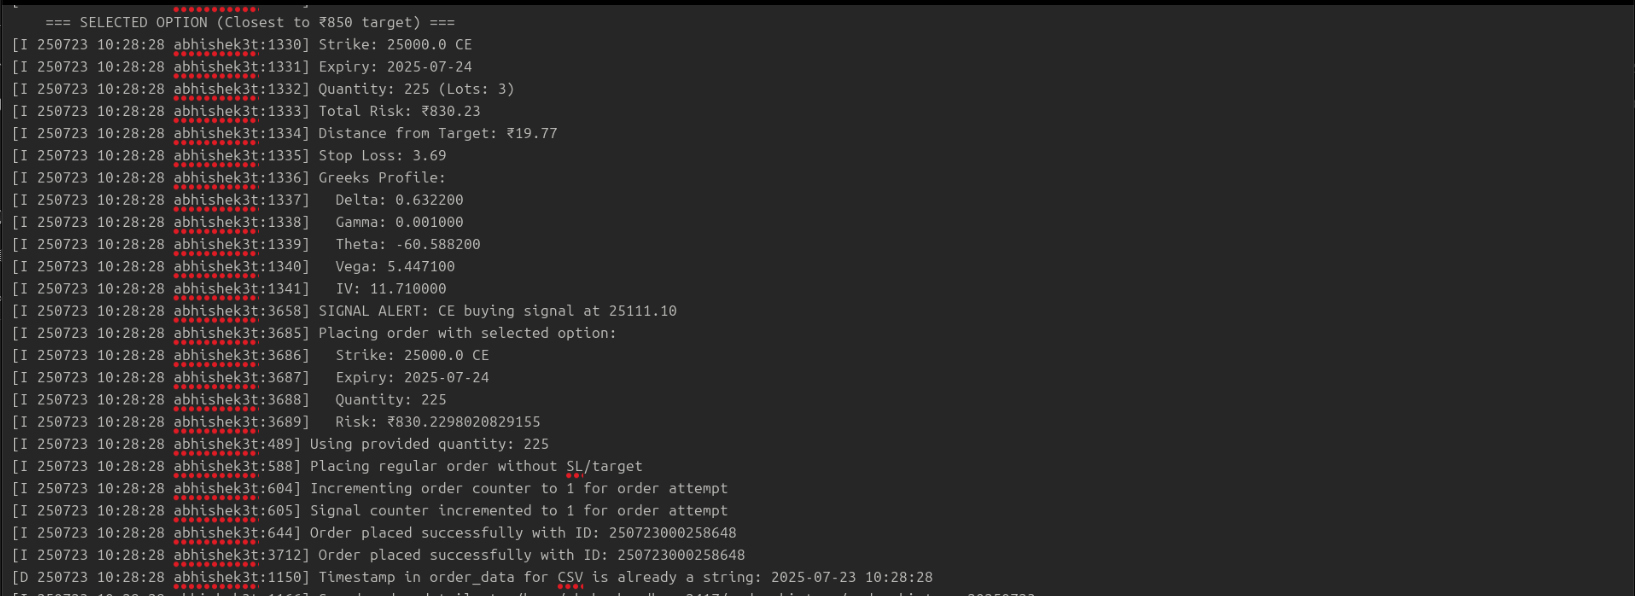 === SELECTED OPTION (Closest to ₹850 target) ===
[I 250723 10:28:28 abhishek3t:1330] Strike: 25000.0 CE
[I 250723 10:28:28 abhishek3t:1331] Expiry: 2025-07-24
[I 250723 10:28:28 abhishek3t:1332] Quantity: 225 (Lots: 3)
[I 250723 10:28:28 abhishek3t:1333] Total Risk: ₹830.23
[I 250723 10:28:28 abhishek3t:1334] Distance from Target: ₹19.77
[I 250723 10:28:28 abhishek3t:1335] Stop Loss: 3.69
[I 250723 10:28:28 abhishek3t:1336] Greeks Profile:
[I 250723 10:28:28 abhishek3t:1337]   Delta: 0.632200
[I 250723 10:28:28 abhishek3t:1338]   Gamma: 0.001000
[I 250723 10:28:28 abhishek3t:1339]   Theta: -60.588200
[I 250723 10:28:28 abhishek3t:1340]   Vega: 5.447100
[I 250723 10:28:28 abhishek3t:1341]   IV: 11.710000
[I 250723 10:28:28 abhishek3t:3658] SIGNAL ALERT: CE buying signal at 25111.10
[I 250723 10:28:28 abhishek3t:3685] Placing order with selected option:
[I 250723 10:28:28 abhishek3t:3686]   Strike: 25000.0 CE
[I 250723 10:28:28 abhishek3t:3687]   Expiry: 2025-07-24
[I 250723 10:28:28 abhishek3t:3688]   Quantity: 225
[I 250723 10:28:28 abhishek3t:3689]   Risk: ₹830.2298020829155
[I 250723 10:28:28 abhishek3t:489] Using provided quantity: 225
[I 250723 10:28:28 abhishek3t:588] Placing regular order without SL/target
[I 250723 10:28:28 abhishek3t:604] Incrementing order counter to 1 for order attempt
[I 250723 10:28:28 abhishek3t:605] Signal counter incremented to 1 for order attempt
[I 250723 10:28:28 abhishek3t:644] Order placed successfully with ID: 250723000258648
[I 250723 10:28:28 abhishek3t:3712] Order placed successfully with ID: 250723000258648
[D 250723 10:28:28 abhishek3t:1150] Timestamp in order_data for CSV is already a string: 2025-07-23 10:28:28